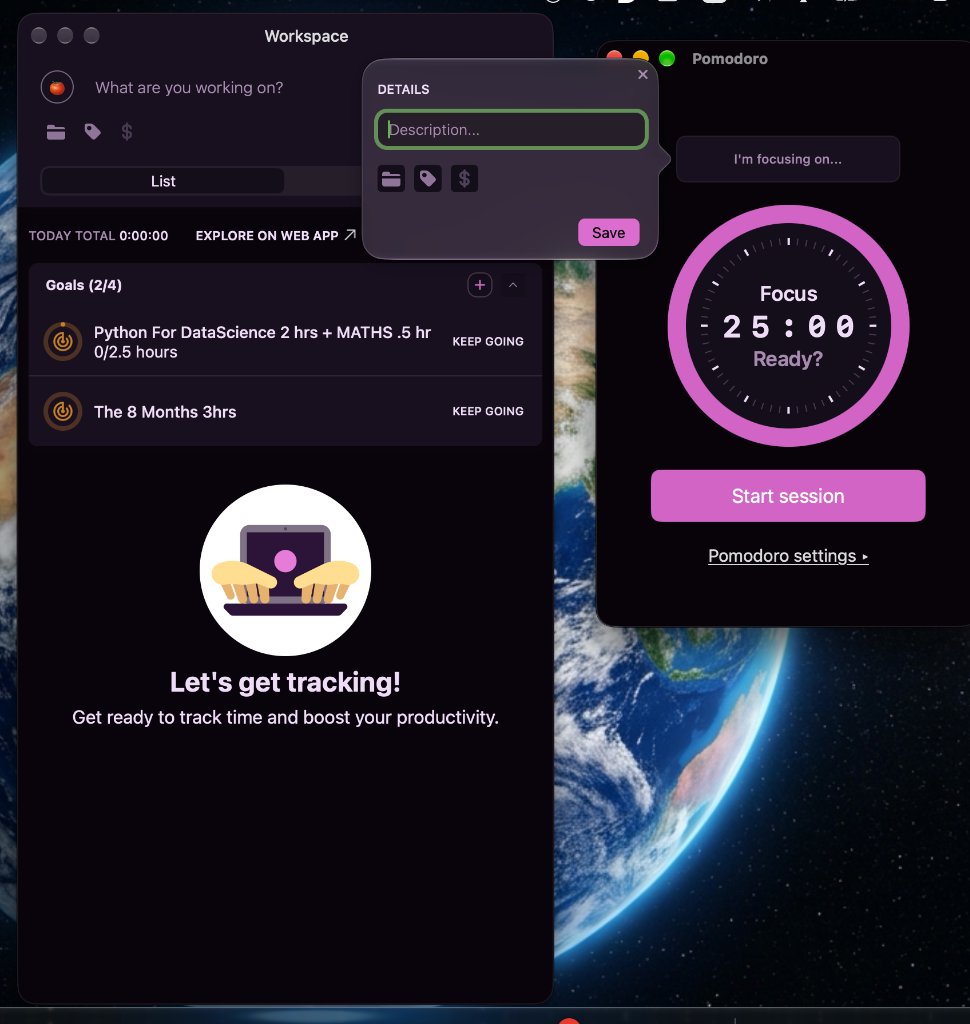 Workspace
What are you working on?
$
List
TODAY TOTAL 0:00:00
EXPLORE ON WEB APP
Goals (2/4)
Python For DataScience 2 hrs + MATHS .5 hr
0/2.5 hours
KEEP GOING
The 8 Months 3hrs
KEEP GOING
Let's get tracking!
Get ready to track time and boost your productivity.
DETAILS
Description...
$
Save
Pomodoro
I'm focusing on...
Focus
25:00
Ready?
Start session
Pomodoro settings